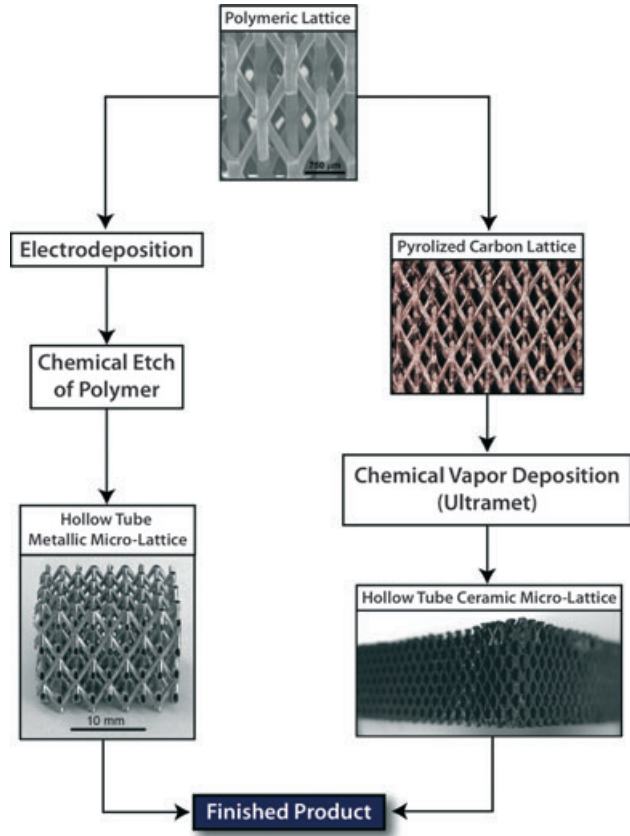 Polymeric Lattice
750 µm
Electrodeposition
Pyrolized Carbon Lattice
Chemical Etch
of Polymer
Chemical Vapor Deposition
(Ultramet)
Hollow Tube
Metallic Micro-Lattice
10 mm
Hollow Tube Ceramic Micro-Lattice
Finished Product